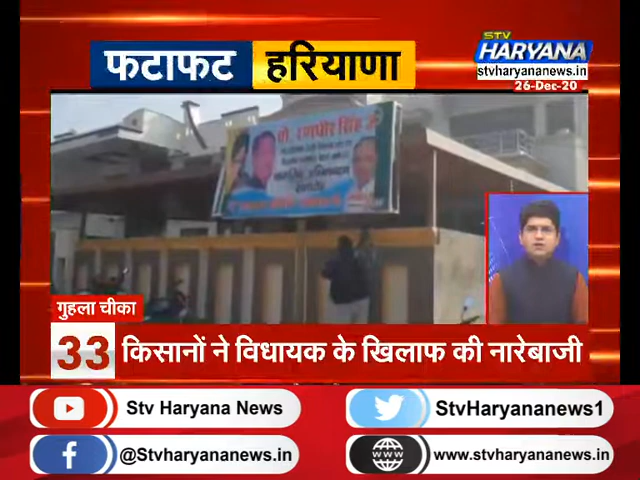 फटाफट हरियाणा
STV
HARYANA
stvharyananews.in
26-Dec-20
गुहला चीका
33 किसानों ने विधायक के खिलाफ की नारेबाजी
Stv Haryana News
StvHaryananews1
@Stvharyananews.in
www.stvharyananews.in